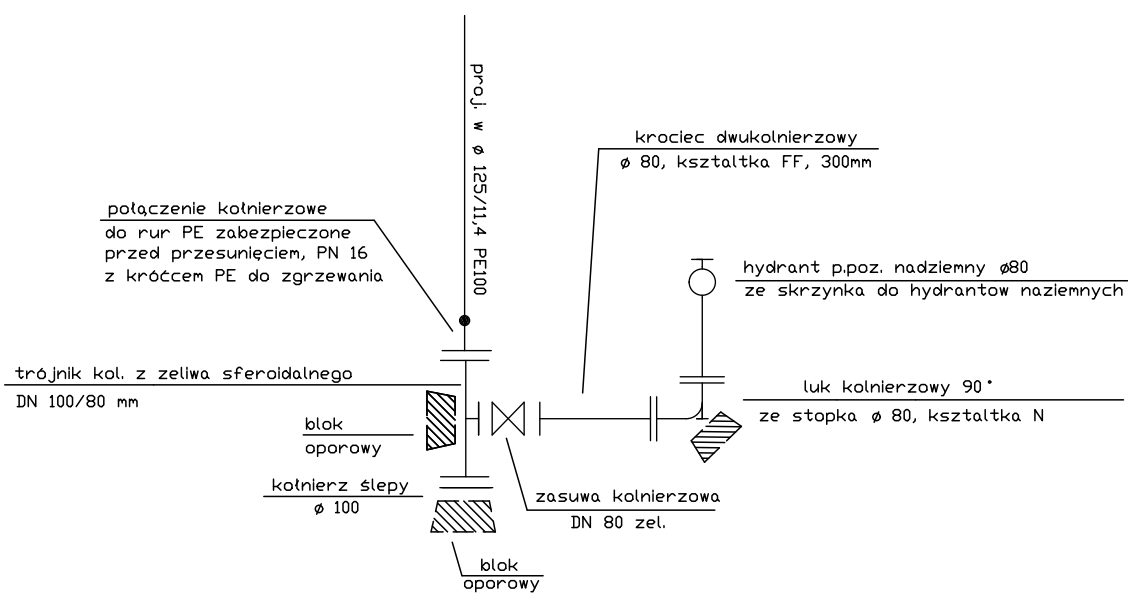 proj. w ø 125/11,4 PE100
krociec dwukolnierzowy
ø 80, ksztaltka FF, 300mm
połączenie kołnierzowe
do rur PE zabezpieczone
przed przesunięciem, PN 16
z króćcem PE do zgrzewania
hydrant p.poz. nadziemny ø80
ze skrzynka do hydrantow naziemnych
trójnik kol. z zeliwa sferoidalnego
DN 100/80 mm
luk kolnierzowy 90°
ze stopka ø 80, ksztaltka N
blok
oporowy
kołnierz ślepy
ø 100
zasuwa kolnierzowa
DN 80 zel.
blok
oporowy